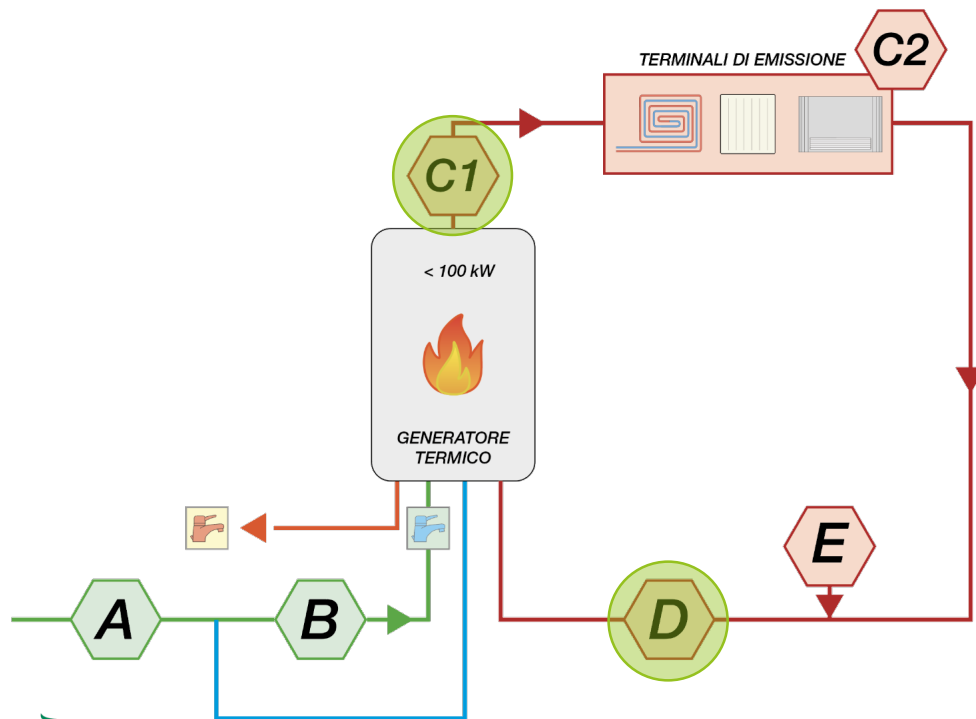 C2
TERMINALI DI EMISSIONE
C1
< 100 kW
GENERATORE
TERMICO
E
A
B
D